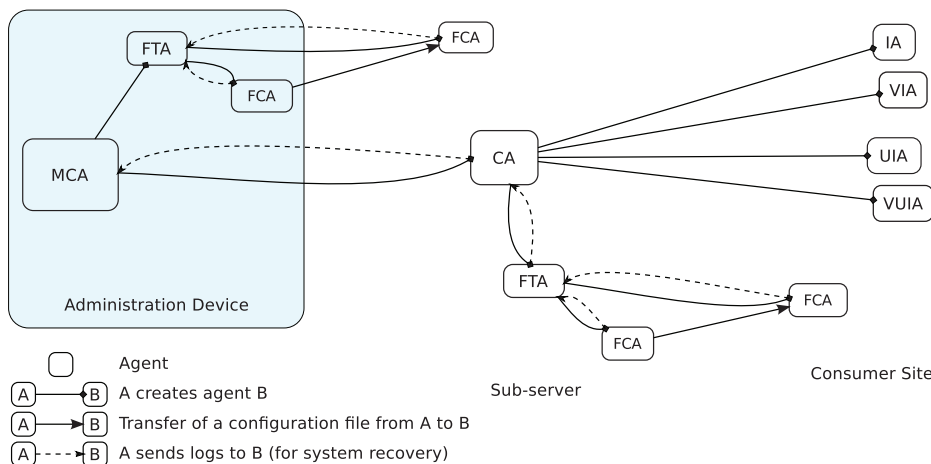 FTA
FCA
FCA
IA
VIA
MCA
CA
UIA
VUIA
FTA
FCA
FCA
Administration Device
Agent
Consumer Site
Sub-server
A B A creates agent B
A B Transfer of a configuration file from A to B
A B A sends logs to B (for system recovery)